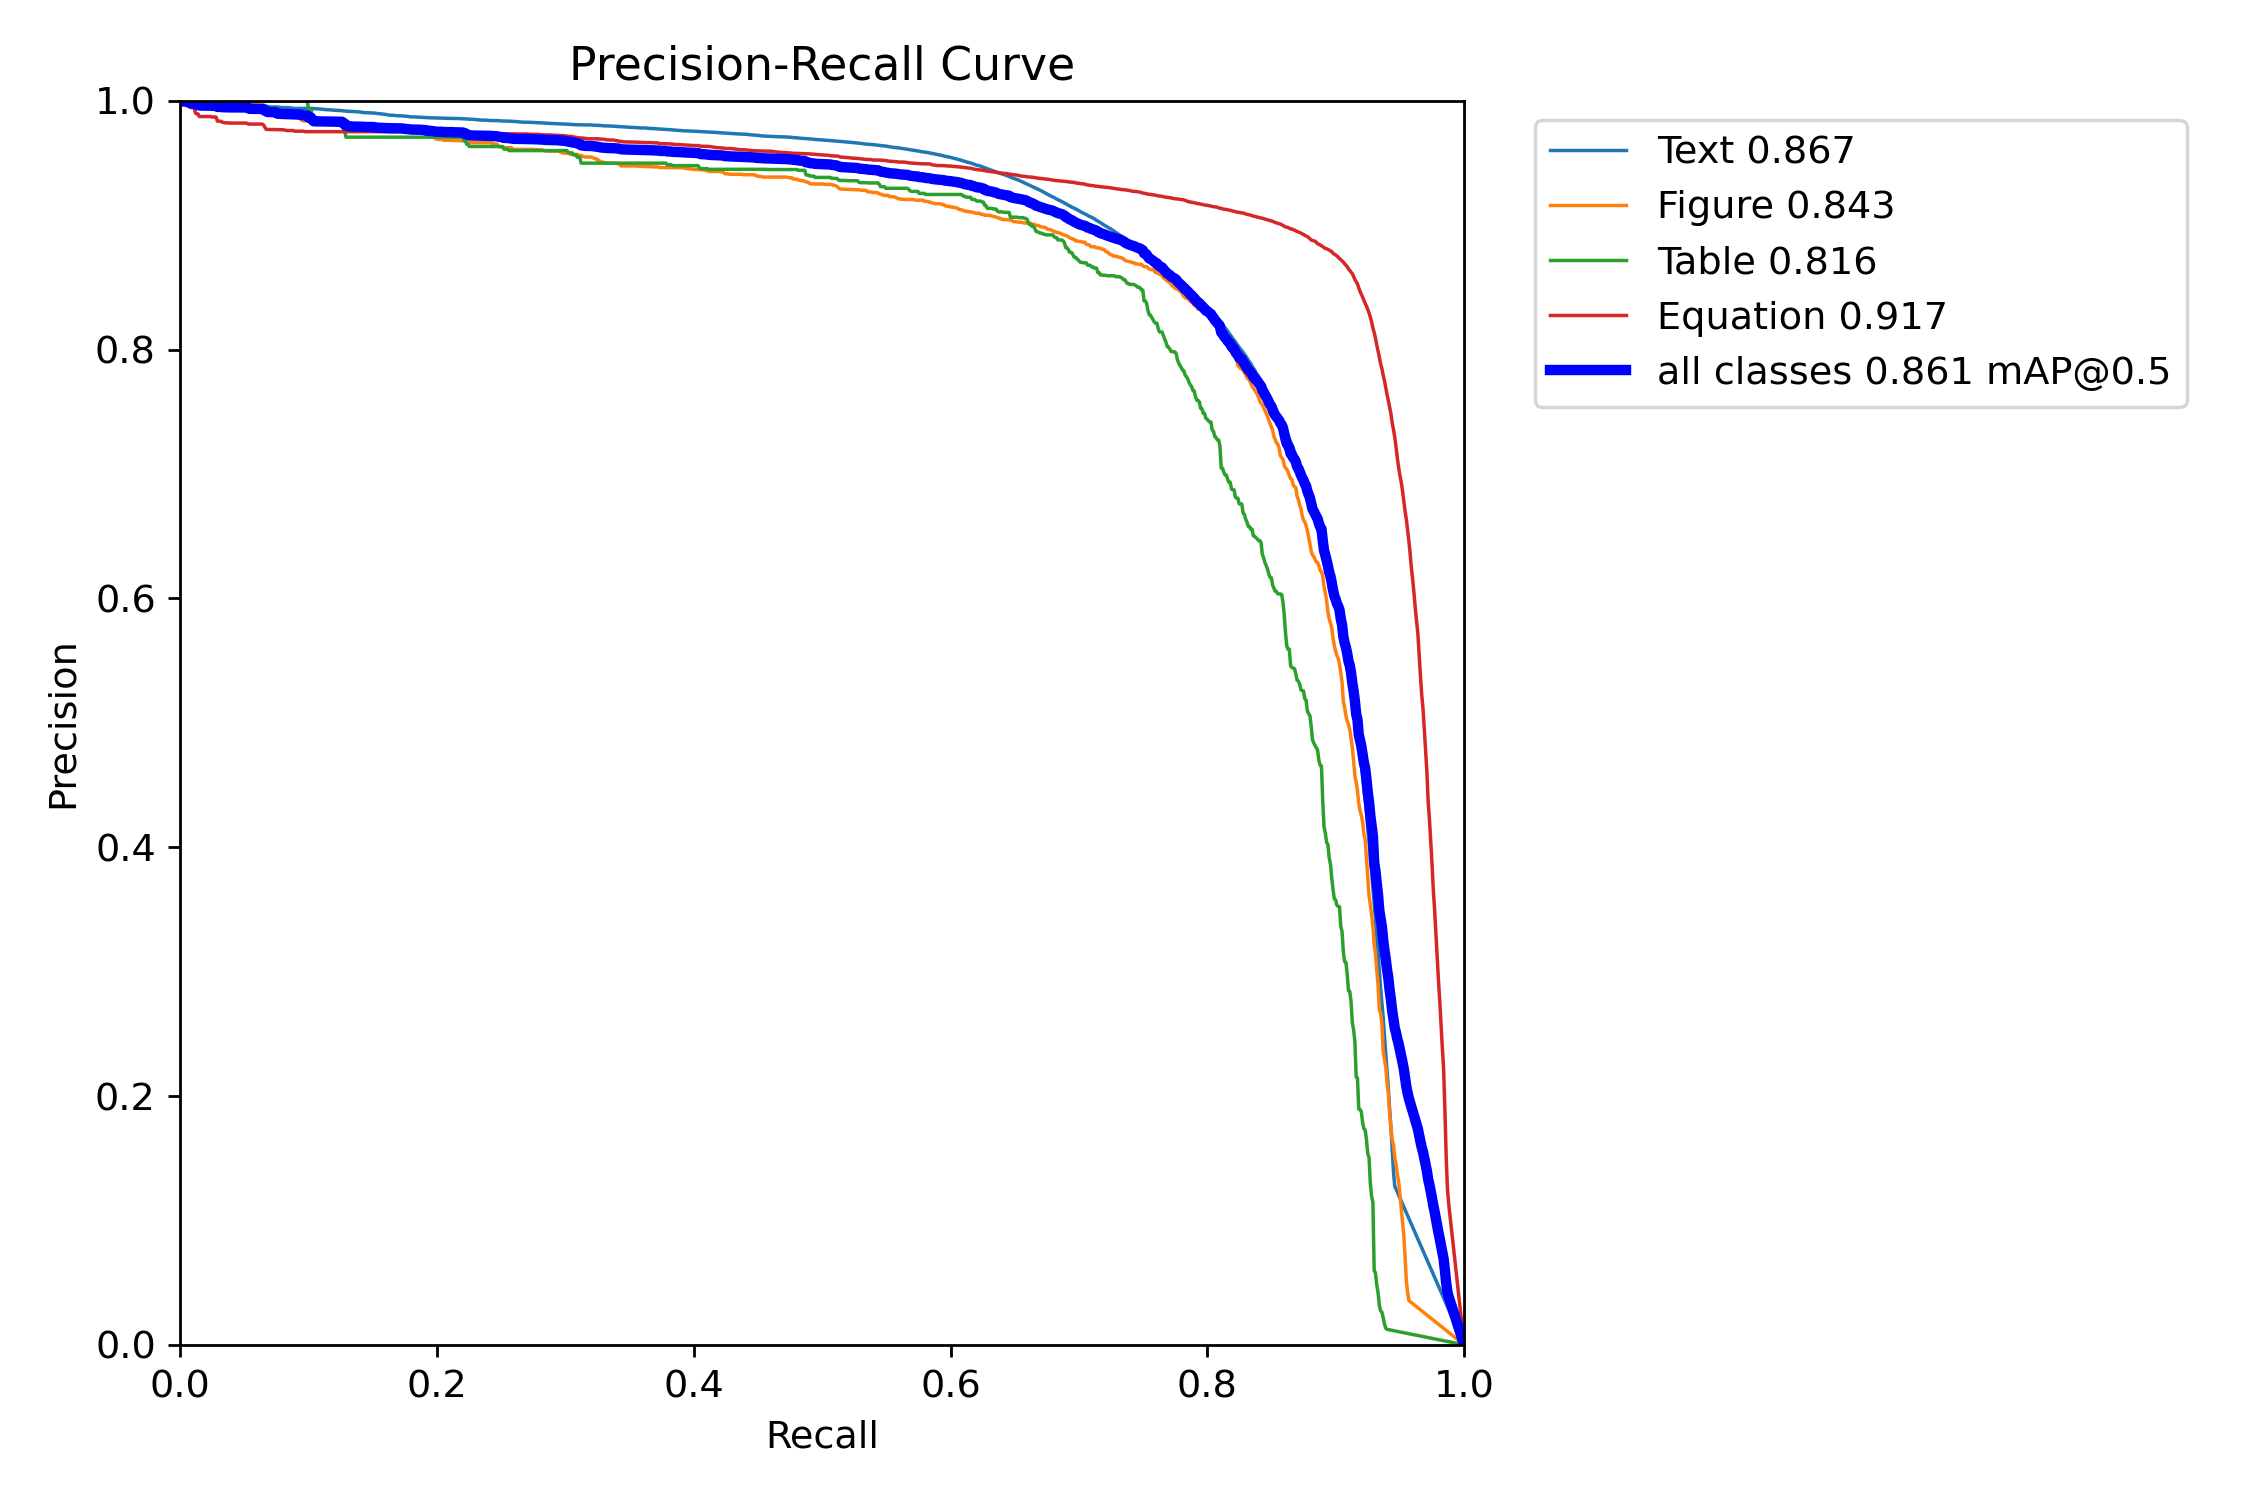 Precision-Recall Curve
1.0
0.8
0.6
0.4
0.2
0.0
Precision
0.0 0.2 0.4 0.6 0.8 1.0
Recall
Text 0.867
Figure 0.843
Table 0.816
Equation 0.917
all classes 0.861 mAP@0.5